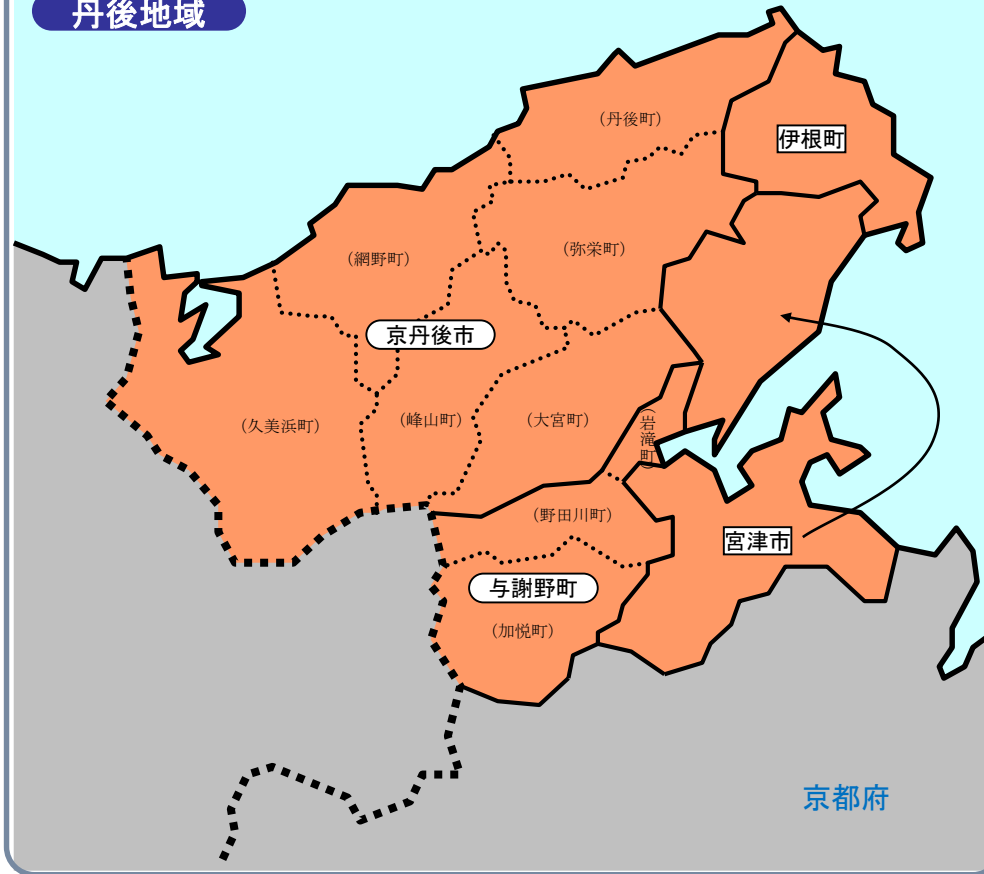 丹後地域
(丹後町)
伊根町
(網野町)
(弥栄町)
京丹後市
(久美浜町)
(峰山町)
(大宮町)
(岩滝町)
(野田川町)
宮津市
与謝野町
(加悦町)
京都府